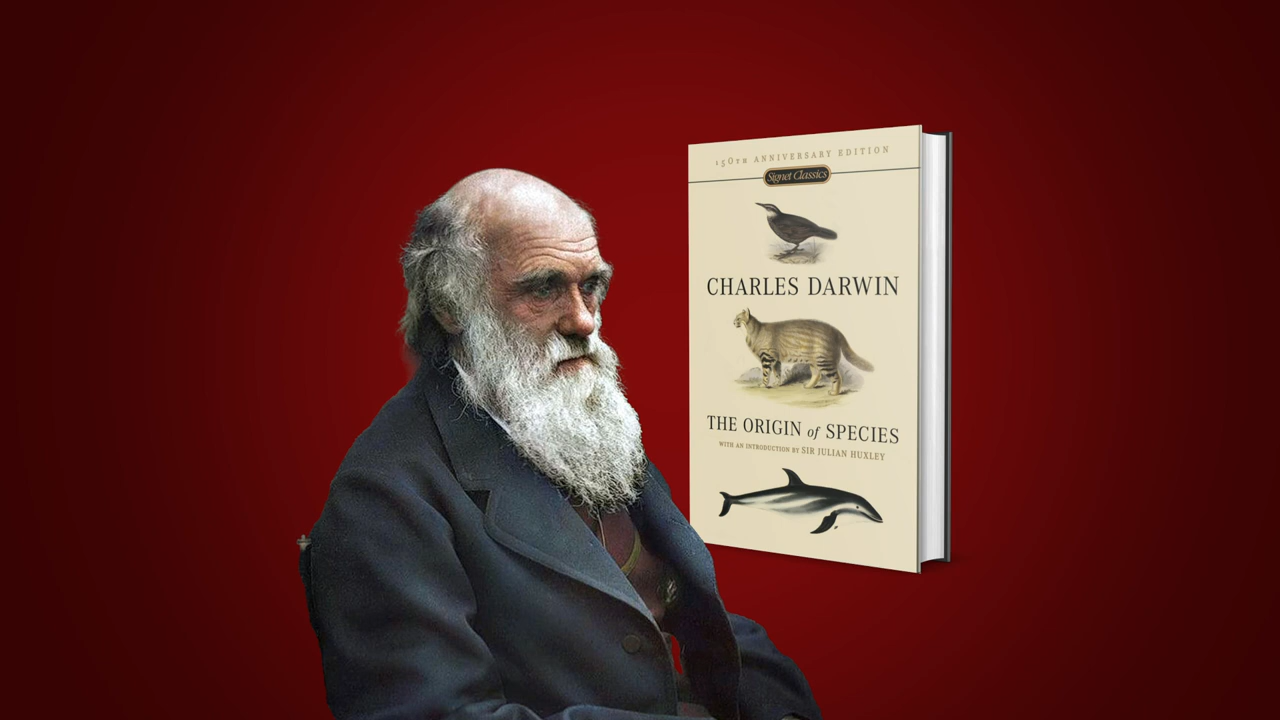 150TH ANNIVERSARY EDITION
Signet Classics
CHARLES DARWIN
THE ORIGIN of SPECIES
WITH AN INTRODUCTION BY SIR JULIAN HUXLEY